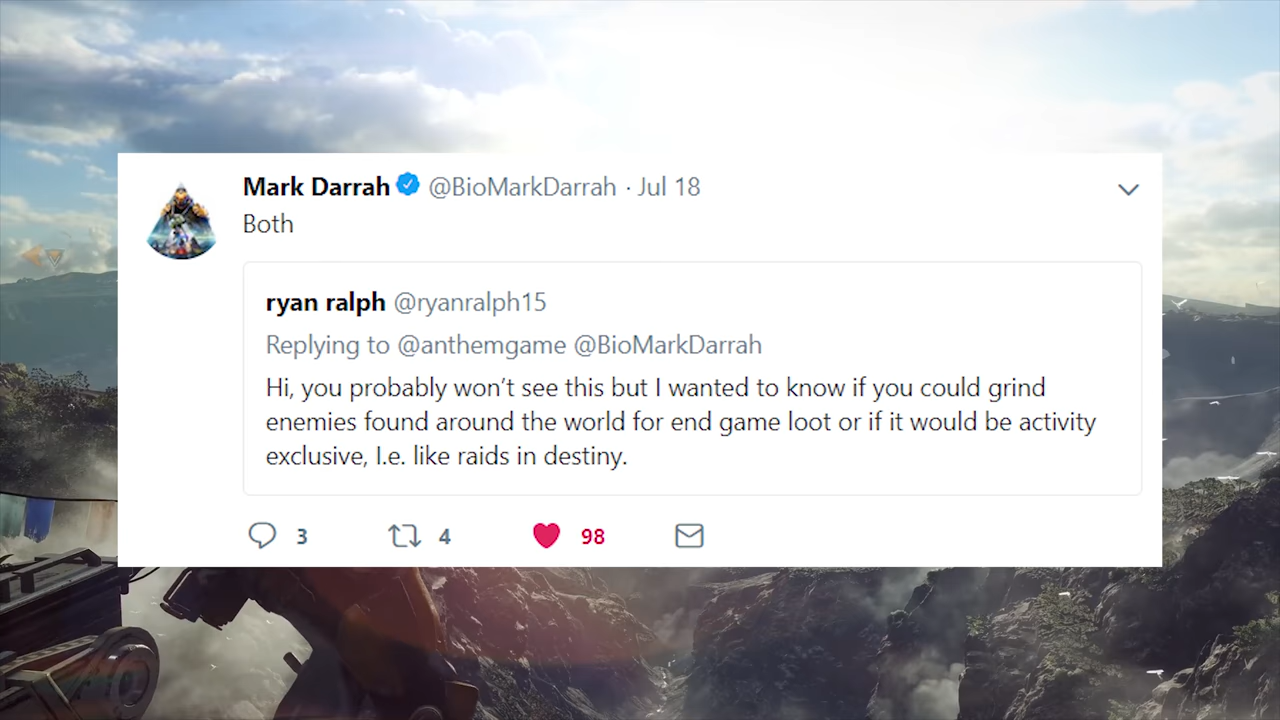 Mark Darrah @BioMarkDarrah · Jul 18
Both
ryan ralph @ryanralph15
Replying to @anthemgame @BioMarkDarrah
Hi, you probably won’t see this but I wanted to know if you could grind
enemies found around the world for end game loot or if it would be activity
exclusive, I.e. like raids in destiny.
3 4 98